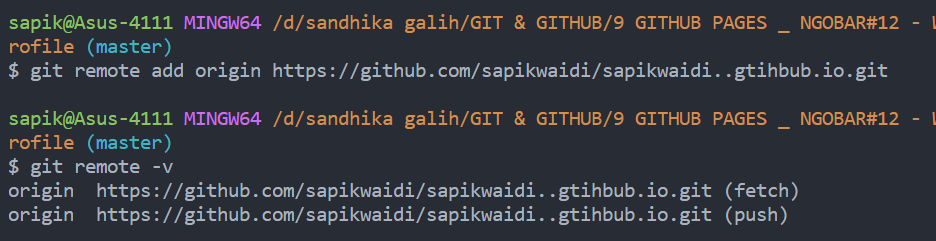 sapik@Asus-4111 MINGW64 /d/sandhika galih/GIT & GITHUB/9 GITHUB PAGES _ NGOBAR#12 -
rofile (master)
$ git remote add origin https://github.com/sapikwaidi/sapikwaidi..gtihbub.io.git
sapik@Asus-4111 MINGW64 /d/sandhika galih/GIT & GITHUB/9 GITHUB PAGES _ NGOBAR#12 -
rofile (master)
$ git remote -v
origin  https://github.com/sapikwaidi/sapikwaidi..gtihbub.io.git (fetch)
origin  https://github.com/sapikwaidi/sapikwaidi..gtihbub.io.git (push)